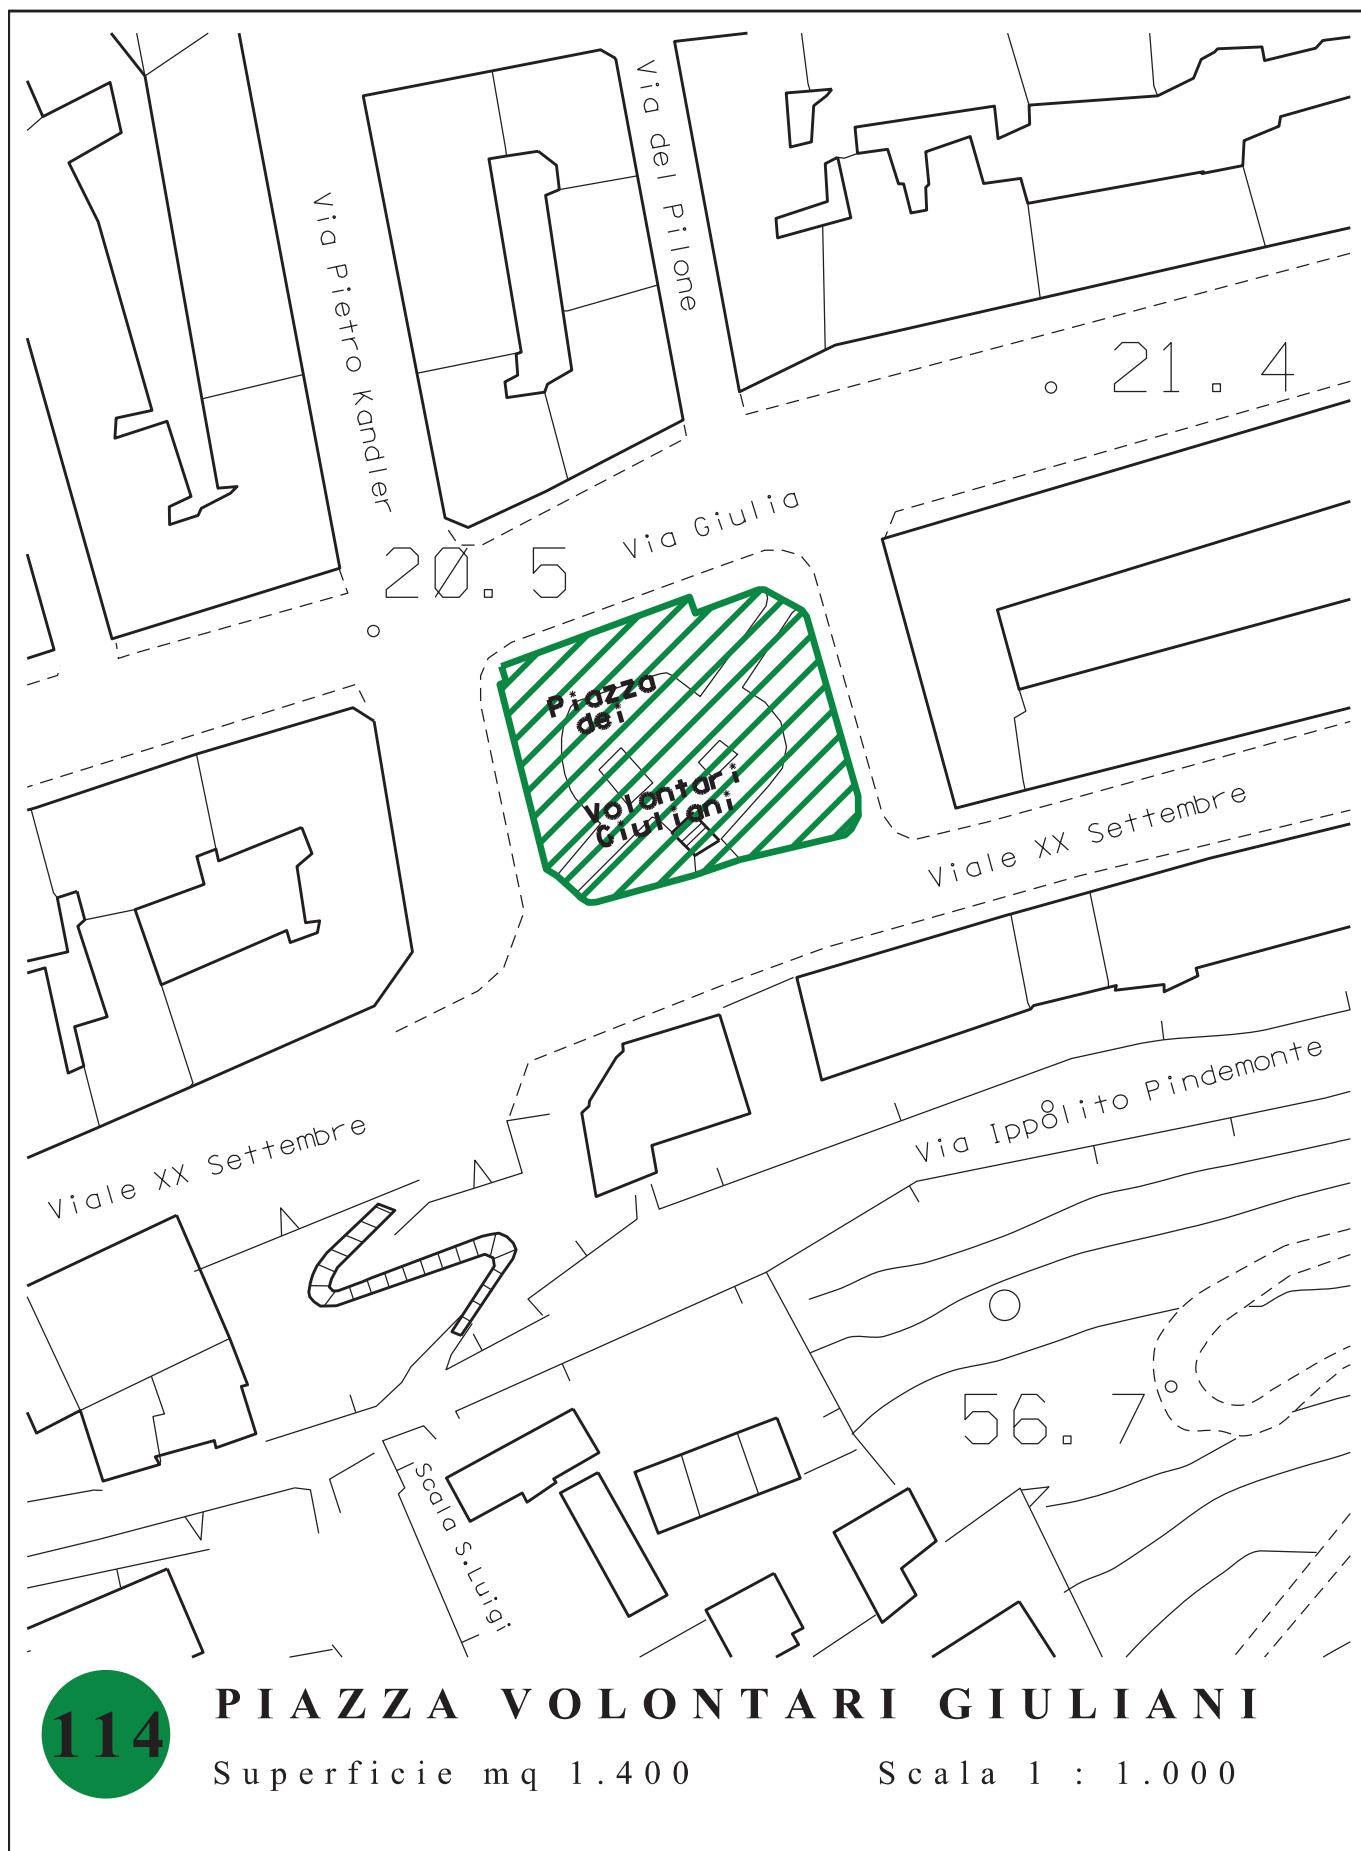 Via del Pilone
Via Pietro Kandler
21.4
Via Giulia
20.5
Piazza
dei
Volontari
Giuliani
Viale XX Settembre
Via Ippolito Pindemonte
Viale XX Settembre
56.7
Scala S.Luigi
114
PIAZZA VOLONTARI GIULIANI
Superficie mq 1.400
Scala 1 : 1.000